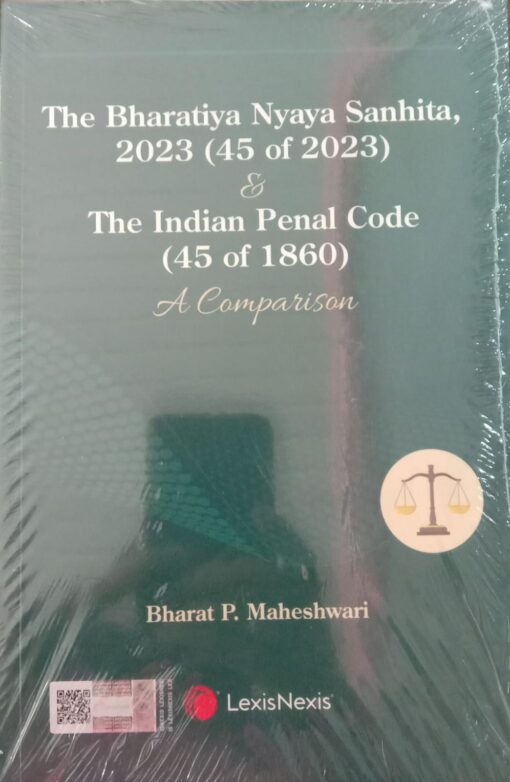 The Bharatiya Nyaya Sanhita,
2023 (45 of 2023)
&
The Indian Penal Code
(45 of 1860)
A Comparison
Bharat P. Maheshwari
LexisNexis®